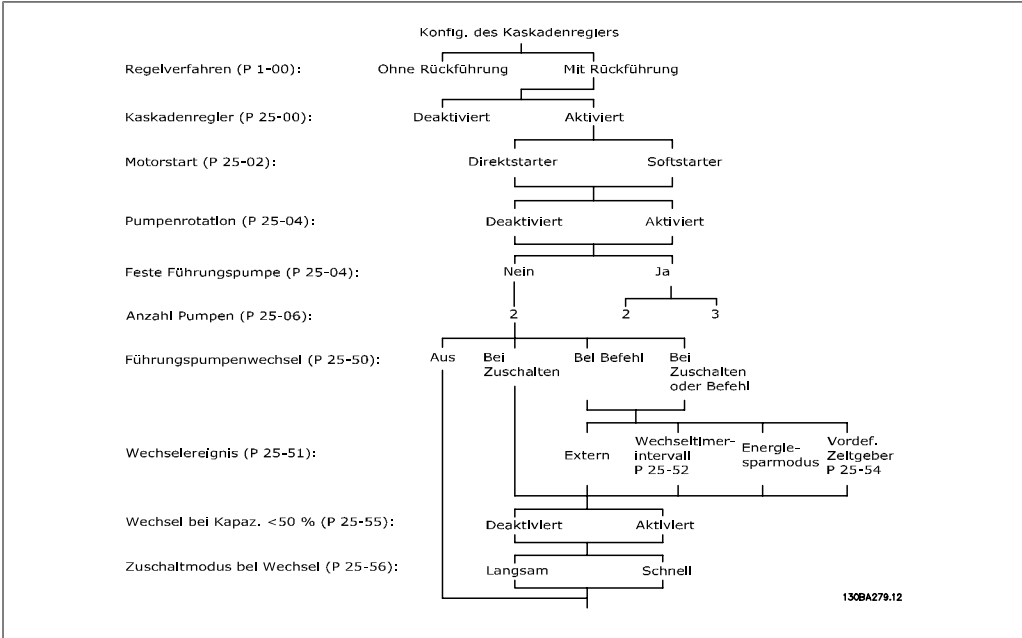 Konfig. des Kaskadenreglers
Regelverfahren (P 1-00): Ohne Rückführung Mit Rückführung
Kaskadenregler (P 25-00): Deaktiviert Aktiviert
Motorstart (P 25-02): Direktstarter Softstarter
Pumpenrotation (P 25-04): Deaktiviert Aktiviert
Feste Führungspumpe (P 25-04): Nein Ja
Anzahl Pumpen (P 25-06): 2 2 3
Führungspumpenwechsel (P 25-50): Aus Bei Zuschalten Bei Befehl Bei Zuschalten oder Befehl
Wechselereignis (P 25-51): Extern Wechseltimer-intervall P 25-52 Energie-sparmodus Vordef. Zeitgeber P 25-54
Wechsel bei Kapaz. <50 % (P 25-55): Deaktiviert Aktiviert
Zuschaltmodus bei Wechsel (P 25-56): Langsam Schnell
130BA279.12